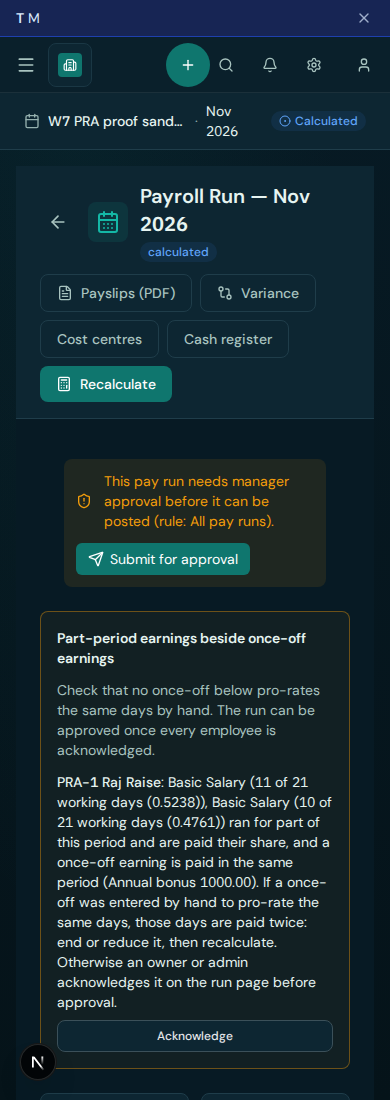 T M
W7 PRA proof sand... · Nov 2026 Calculated
Payroll Run — Nov
2026
calculated
Payslips (PDF) Variance
Cost centres Cash register
Recalculate
This pay run needs manager
approval before it can be
posted (rule: All pay runs).
Submit for approval
Part-period earnings beside once-off
earnings
Check that no once-off below pro-rates
the same days by hand. The run can be
approved once every employee is
acknowledged.
PRA-1 Raj Raise: Basic Salary (11 of 21
working days (0.5238)), Basic Salary (10 of
21 working days (0.4761)) ran for part of
this period and are paid their share, and a
once-off earning is paid in the same
period (Annual bonus 1000.00). If a once-
off was entered by hand to pro-rate the
same days, those days are paid twice:
end or reduce it, then recalculate.
Otherwise an owner or admin
acknowledges it on the run page before
approval.
Acknowledge
N